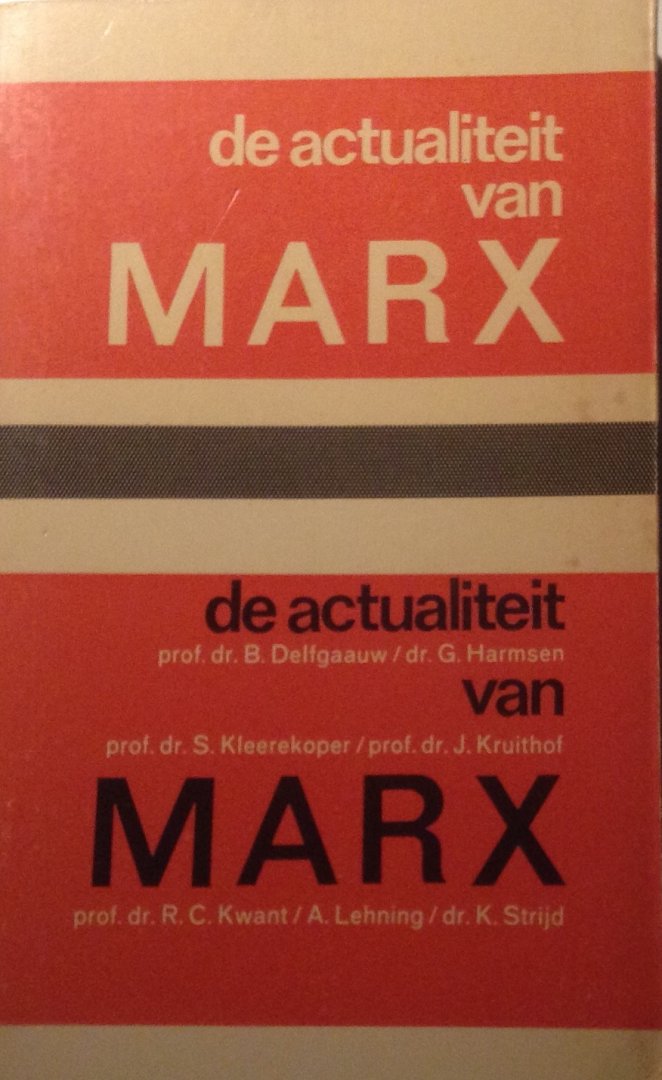 de actualiteit
van
MARX
de actualiteit
prof. dr. B. Delfgaauw / dr. G. Harmsen
van
prof. dr. S. Kleerekoper / prof. dr. J. Kruithof
MARX
prof. dr. R. C. Kwant / A. Lehning / dr. K. Strijd